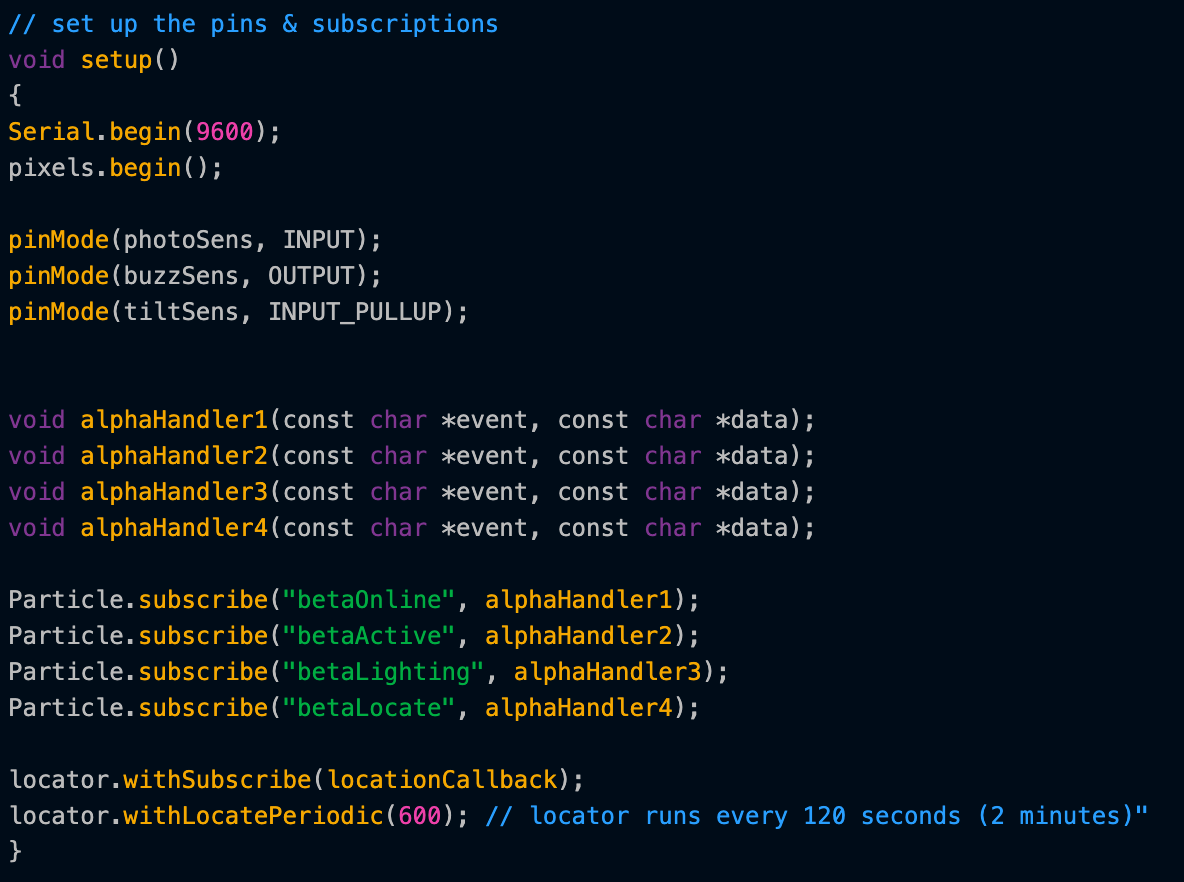 // set up the pins & subscriptions
void setup()
{
Serial.begin(9600);
pixels.begin();
pinMode(photoSens, INPUT);
pinMode(buzzSens, OUTPUT);
pinMode(tiltSens, INPUT_PULLUP);
void alphaHandler1(const char *event, const char *data);
void alphaHandler2(const char *event, const char *data);
void alphaHandler3(const char *event, const char *data);
void alphaHandler4(const char *event, const char *data);
Particle.subscribe("betaOnline", alphaHandler1);
Particle.subscribe("betaActive", alphaHandler2);
Particle.subscribe("betaLighting", alphaHandler3);
Particle.subscribe("betaLocate", alphaHandler4);
locator.withSubscribe(locationCallback);
locator.withLocatePeriodic(600); // locator runs every 120 seconds (2 minutes)"
}